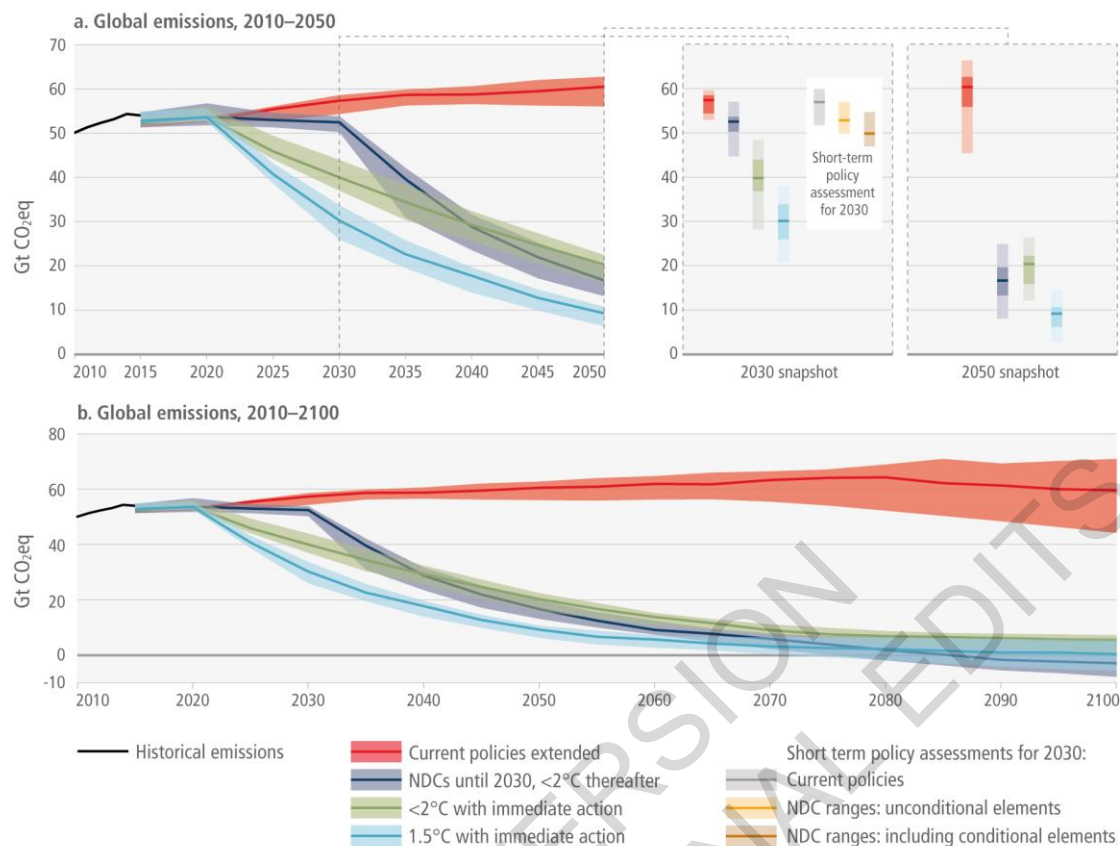 a. Global emissions, 2010–2050
70
60
50
40
30
20
10
0
Gt CO₂eq
2010 2015 2020 2025 2030 2035 2040 2045 2050
70
60
50
40
30
20
10
0
Short-term
policy
assessment
for 2030
2030 snapshot
2050 snapshot
b. Global emissions, 2010–2100
80
60
40
20
0
-10
Gt CO₂eq
2010 2020 2030 2040 2050 2060 2070 2080 2090 2100
VERSION
EDITS
Historical emissions
Current policies extended
NDCs until 2030, <2°C thereafter
<2°C with immediate action
1.5°C with immediate action
Short term policy assessments for 2030:
Current policies
NDC ranges: unconditional elements
NDC ranges: including conditional elements